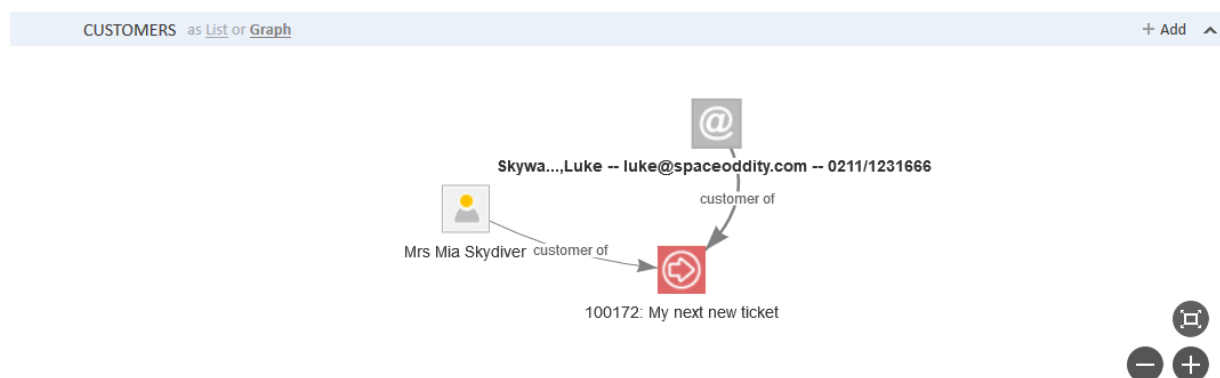 CUSTOMERS as List or Graph + Add
@
Skywa...,Luke -- luke@spaceoddity.com -- 0211/1231666
customer of
Mrs Mia Skydiver customer of
100172: My next new ticket